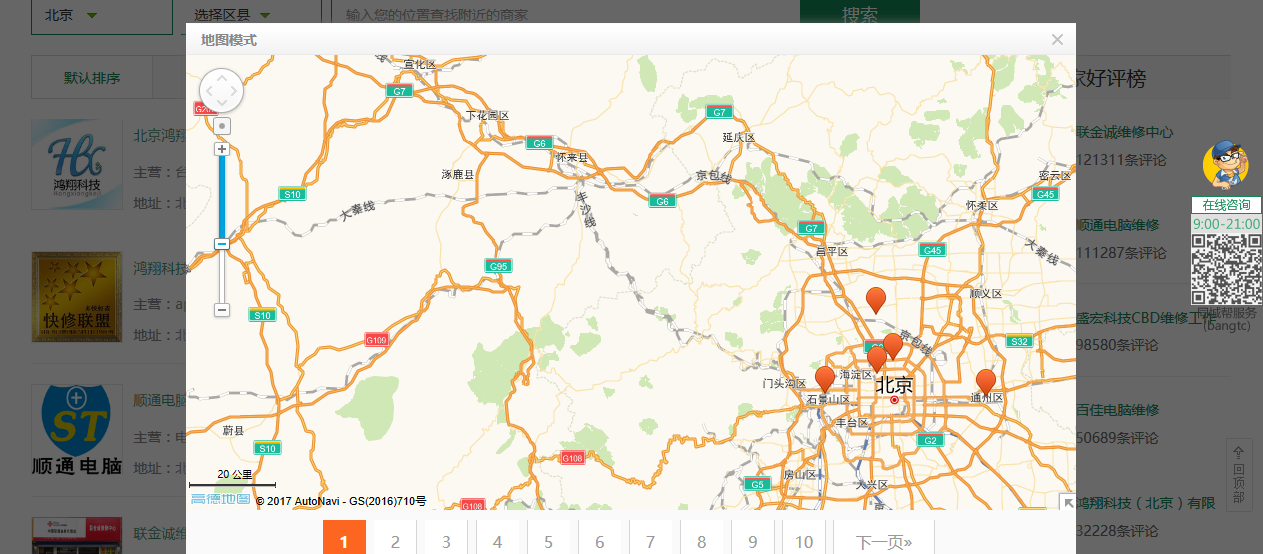 北京
选择区县
输入您的位置查找附近的商家
搜索
地图模式
默认排序
家好评榜
北京鸿翔
主营：台
地址：北
鸿翔科技
Hongxiangkeji
鸿翔科技
主营：ap
地址：北
快修联盟
顺通电脑
主营：电
地址：北
ST
顺通电脑
联金诚维
宣化区
G7
下花园区
G6
怀来县
涿鹿县
S10
大秦线
丰沙线
G7
延庆区
京包线
G6
密云区
G45
怀柔区
大秦线
G7
昌平区
G45
G95
顺义区
S10
G109
京包线
S32
海淀区
门头沟区
北京
石景山区
通州区
丰台区
G2
蔚县
S10
G108
房山区
G5
大兴区
G108
20 公里
高德地图
© 2017 AutoNavi - GS(2016)710号
1
2
3
4
5
6
7
8
9
10
下一页»
联金诚维修中心
121311条评论
顺通电脑维修
111287条评论
盛宏科技CBD维修工作
98580条评论
百佳电脑维修
50689条评论
鸿翔科技（北京）有限
32228条评论
在线咨询
9:00-21:00
同城帮服务
(bangtc)
回顶部